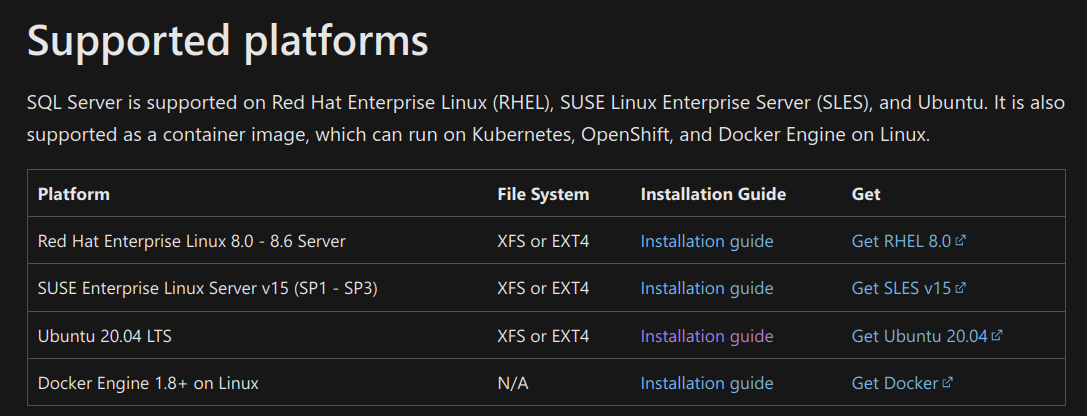 Supported platforms
SQL Server is supported on Red Hat Enterprise Linux (RHEL), SUSE Linux Enterprise Server (SLES), and Ubuntu. It is also
supported as a container image, which can run on Kubernetes, OpenShift, and Docker Engine on Linux.
Platform File System Installation Guide Get
Red Hat Enterprise Linux 8.0 - 8.6 Server XFS or EXT4 Installation guide Get RHEL 8.0
SUSE Enterprise Linux Server v15 (SP1 - SP3) XFS or EXT4 Installation guide Get SLES v15
Ubuntu 20.04 LTS XFS or EXT4 Installation guide Get Ubuntu 20.04
Docker Engine 1.8+ on Linux N/A Installation guide Get Docker